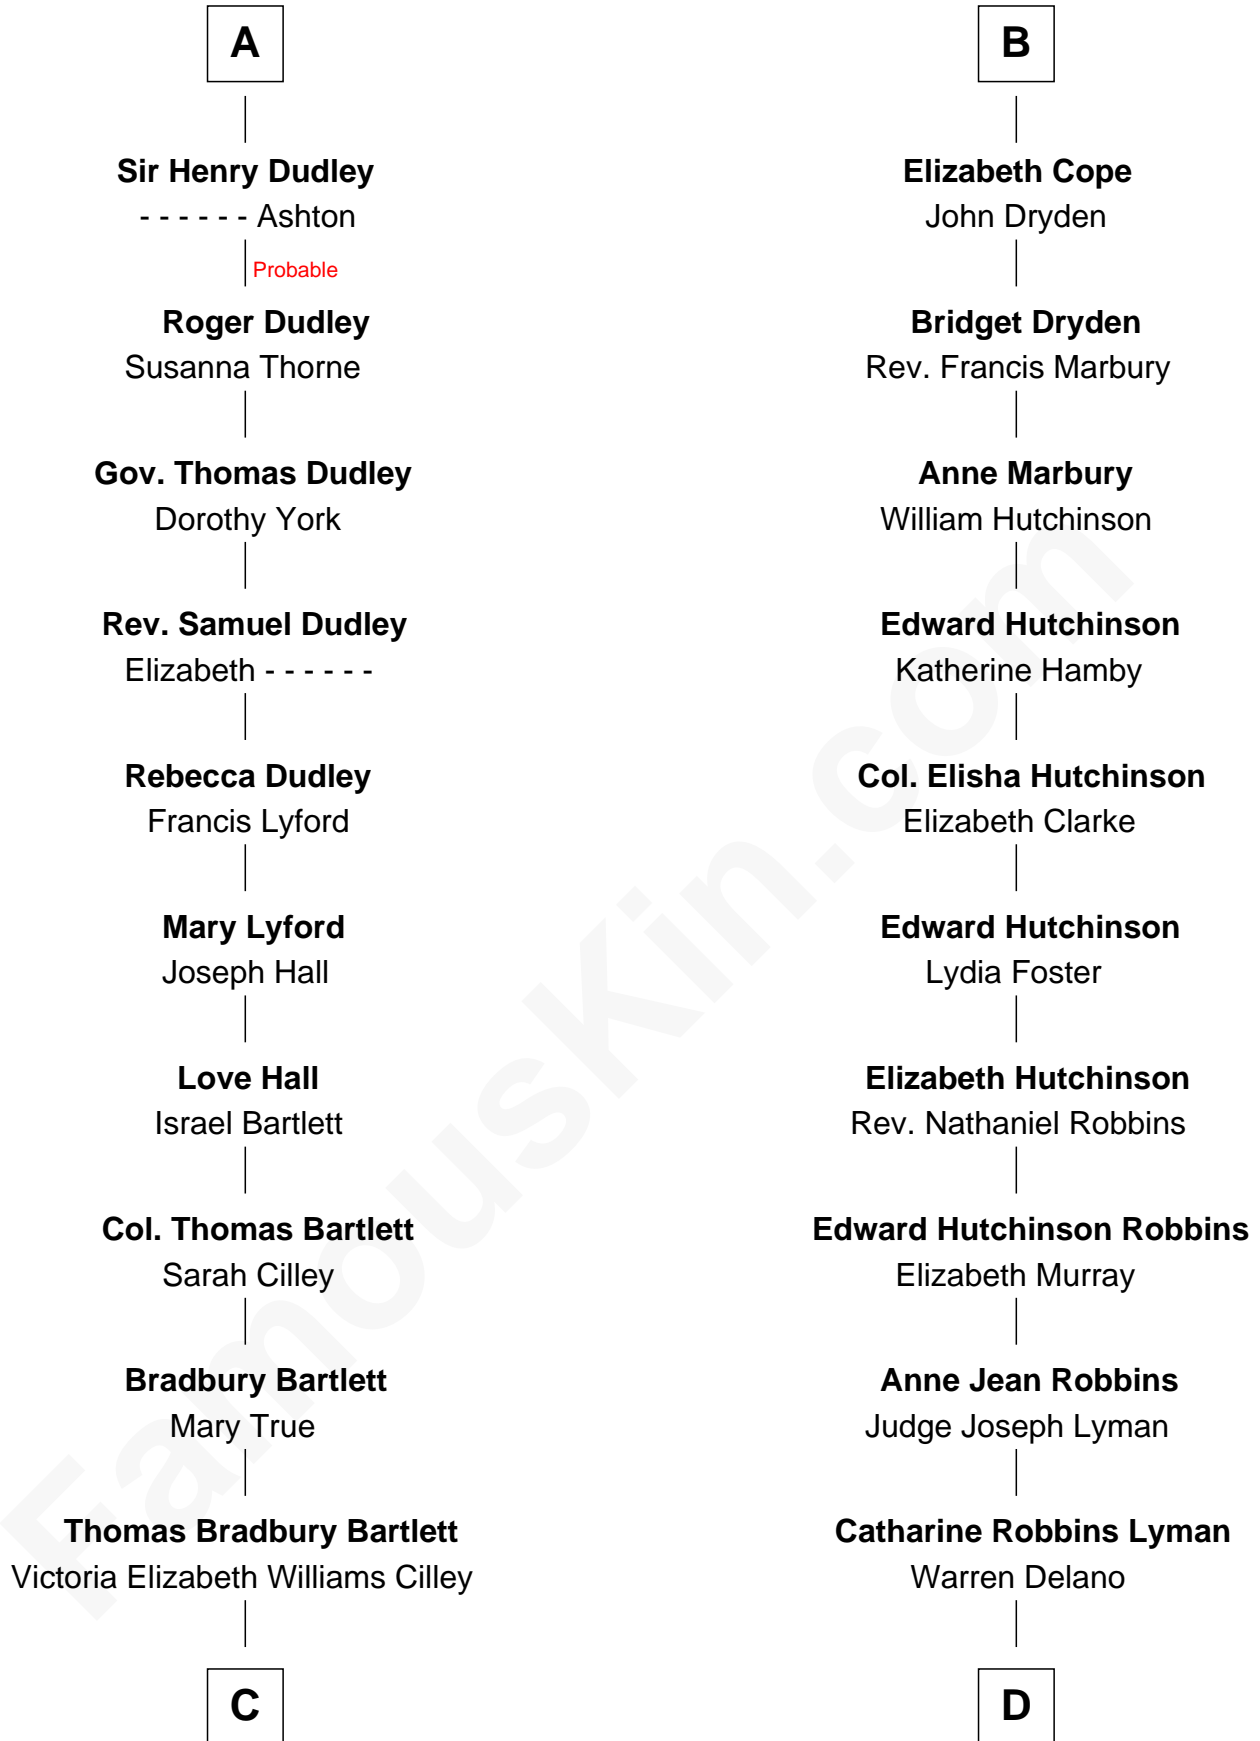 A
Sir Henry Dudley
- - - - - - Ashton
Probable
Roger Dudley
Susanna Thorne
Gov. Thomas Dudley
Dorothy York
Rev. Samuel Dudley
Elizabeth - - - - - -
Rebecca Dudley
Francis Lyford
Mary Lyford
Joseph Hall
Love Hall
Israel Bartlett
Col. Thomas Bartlett
Sarah Cilley
Bradbury Bartlett
Mary True
Thomas Bradbury Bartlett
Victoria Elizabeth Williams Cilley
C
B
Elizabeth Cope
John Dryden
Bridget Dryden
Rev. Francis Marbury
Anne Marbury
William Hutchinson
Edward Hutchinson
Katherine Hamby
Col. Elisha Hutchinson
Elizabeth Clarke
Edward Hutchinson
Lydia Foster
Elizabeth Hutchinson
Rev. Nathaniel Robbins
Edward Hutchinson Robbins
Elizabeth Murray
Anne Jean Robbins
Judge Joseph Lyman
Catharine Robbins Lyman
Warren Delano
D
FamousKin.com